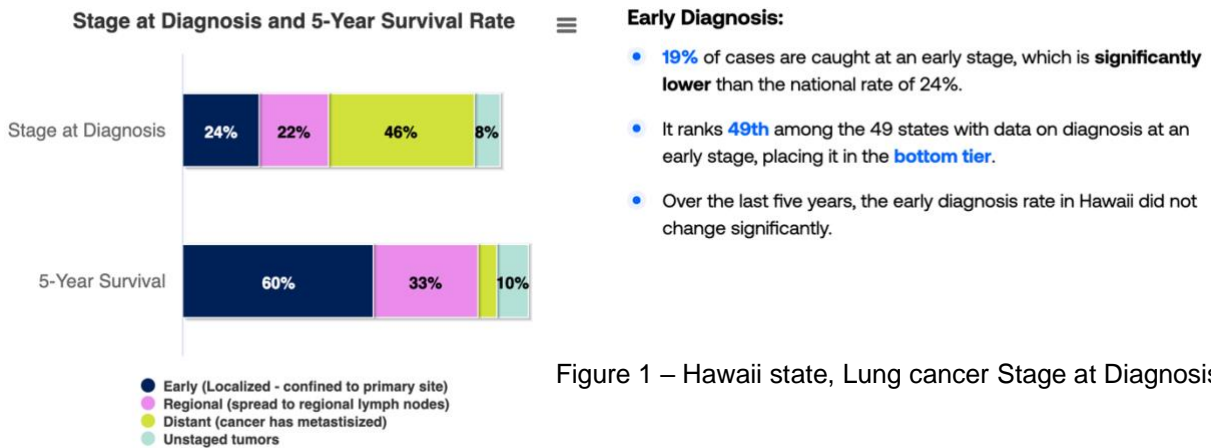 Stage at Diagnosis and 5-Year Survival Rate
Stage at Diagnosis
24%
22%
46%
8%
5-Year Survival
60%
33%
10%
Early (Localized - confined to primary site)
Regional (spread to regional lymph nodes)
Distant (cancer has metastisized)
Unstaged tumors
Early Diagnosis:
19% of cases are caught at an early stage, which is significantly
lower than the national rate of 24%.
It ranks 49th among the 49 states with data on diagnosis at an
early stage, placing it in the bottom tier.
Over the last five years, the early diagnosis rate in Hawaii did not
change significantly.
Figure 1 – Hawaii state, Lung cancer Stage at Diagnosis